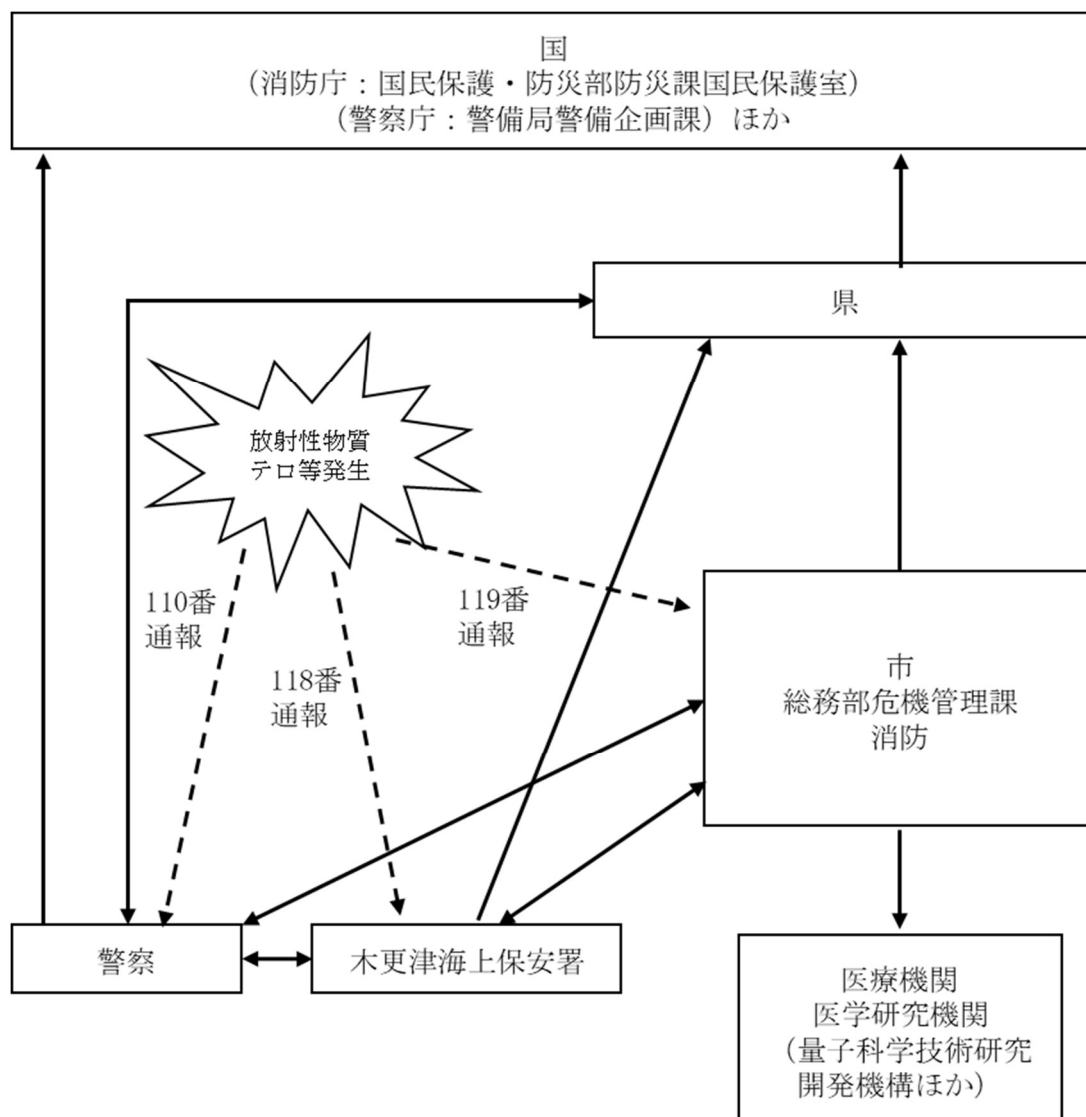 国
（消防庁：国民保護・防災部防災課国民保護室）
（警察庁：警備局警備企画課）ほか
県
放射性物質
テロ等発生
110番
通報
118番
通報
119番
通報
市
総務部危機管理課
消防
警察
木更津海上保安署
医療機関
医学研究機関
（量子科学技術研究
開発機構ほか）